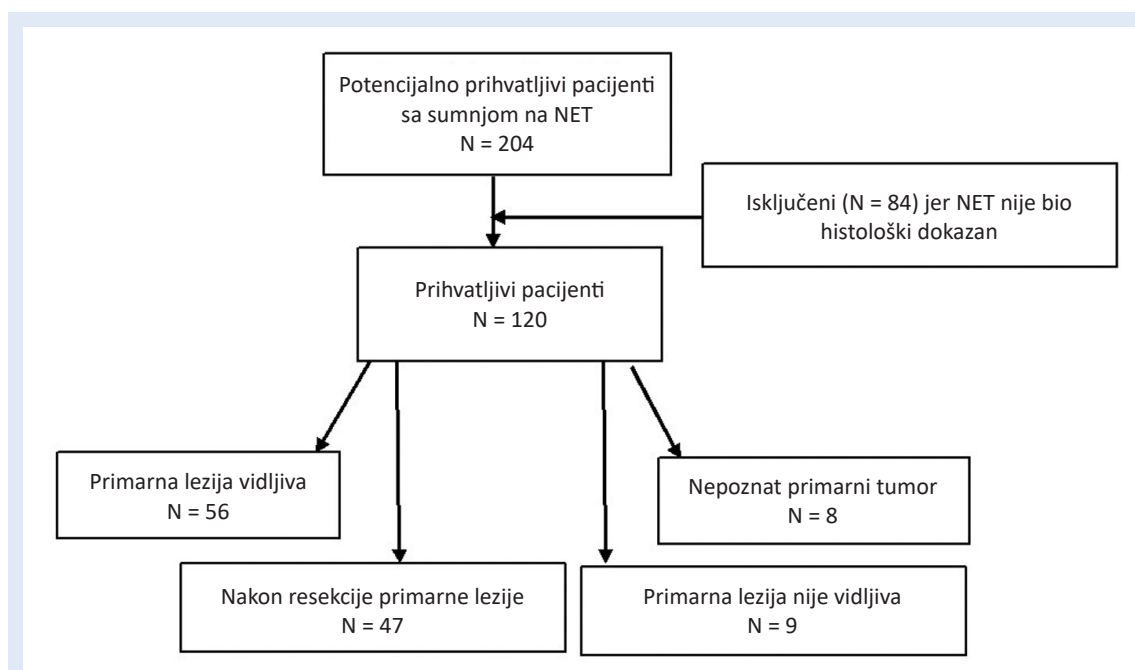 Potencijalno prihvatljivi pacijenti
sa sumnjom na NET
N = 204
Isključeni (N = 84) jer NET nije bio
histološki dokazan
Prihvatljivi pacijenti
N = 120
Primarna lezija vidljiva
N = 56
Nepoznat primarni tumor
N = 8
Nakon resekcije primarne lezije
N = 47
Primarna lezija nije vidljiva
N = 9